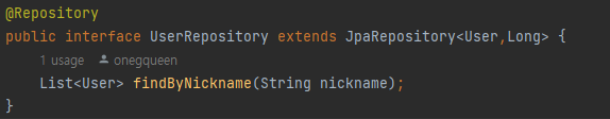 @Repository
public interface UserRepository extends JpaRepository<User,Long> {
1 usage onegqueen
List<User> findByNickname(String nickname);
}